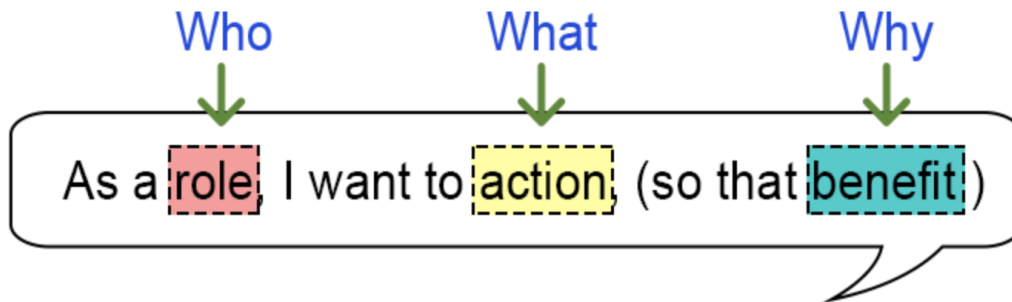 Who What Why
As a role, I want to action, (so that benefit )